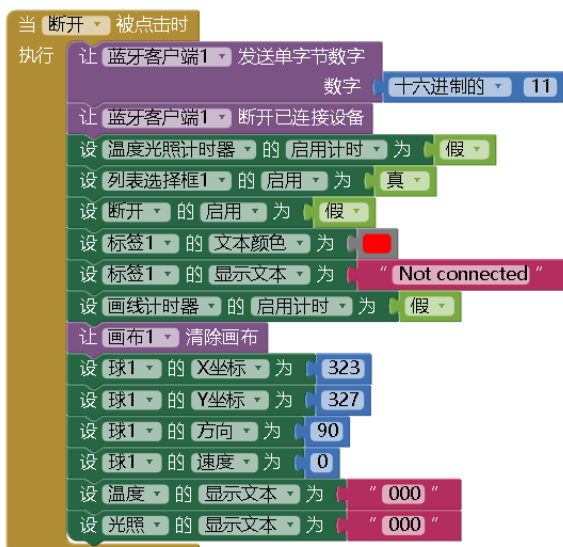 当 断开 被点击时
执行 让 蓝牙客户端1 发送单字节数字
数字 十六进制的 11
让 蓝牙客户端1 断开已连接设备
设 温度光照计时器 的 启用计时 为 假
设 列表选择框1 的 启用 为 真
设 断开 的 启用 为 假
设 标签1 的 文本颜色 为
设 标签1 的 显示文本 为 " Not connected "
设 画线计时器 的 启用计时 为 假
让 画布1 清除画布
设 球1 的 X坐标 为 323
设 球1 的 Y坐标 为 327
设 球1 的 方向 为 90
设 球1 的 速度 为 0
设 温度 的 显示文本 为 " 000 "
设 光照 的 显示文本 为 " 000 "